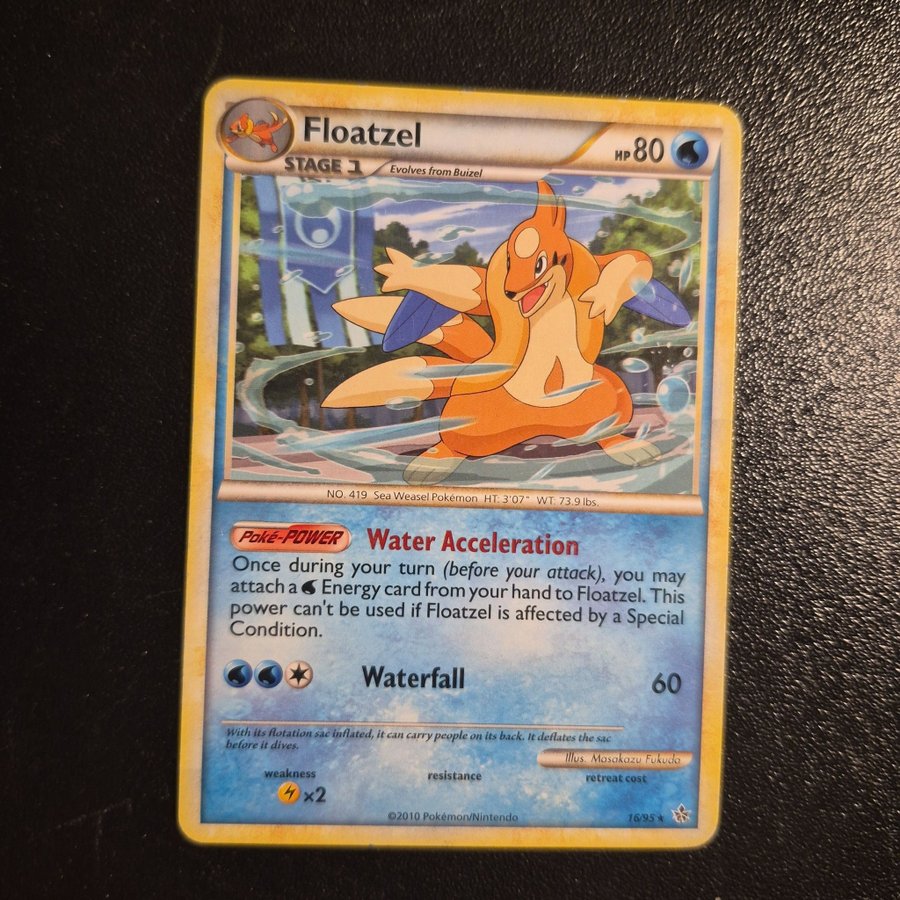 Floatzel
HP 80
STAGE 1
Evolves from Buizel
NO. 419 Sea Weasel Pokémon HT: 3'07" WT: 73.9 lbs.
Poké-POWER Water Acceleration
Once during your turn (before your attack), you may
attach a Energy card from your hand to Floatzel. This
power can't be used if Floatzel is affected by a Special
Condition.
Waterfall 60
With its flotation sac inflated, it can carry people on its back. It deflates the sac
before it dives.
Illus. Masakazu Fukuda
weakness resistance retreat cost
×2
©2010 Pokémon/Nintendo
16/95 ★